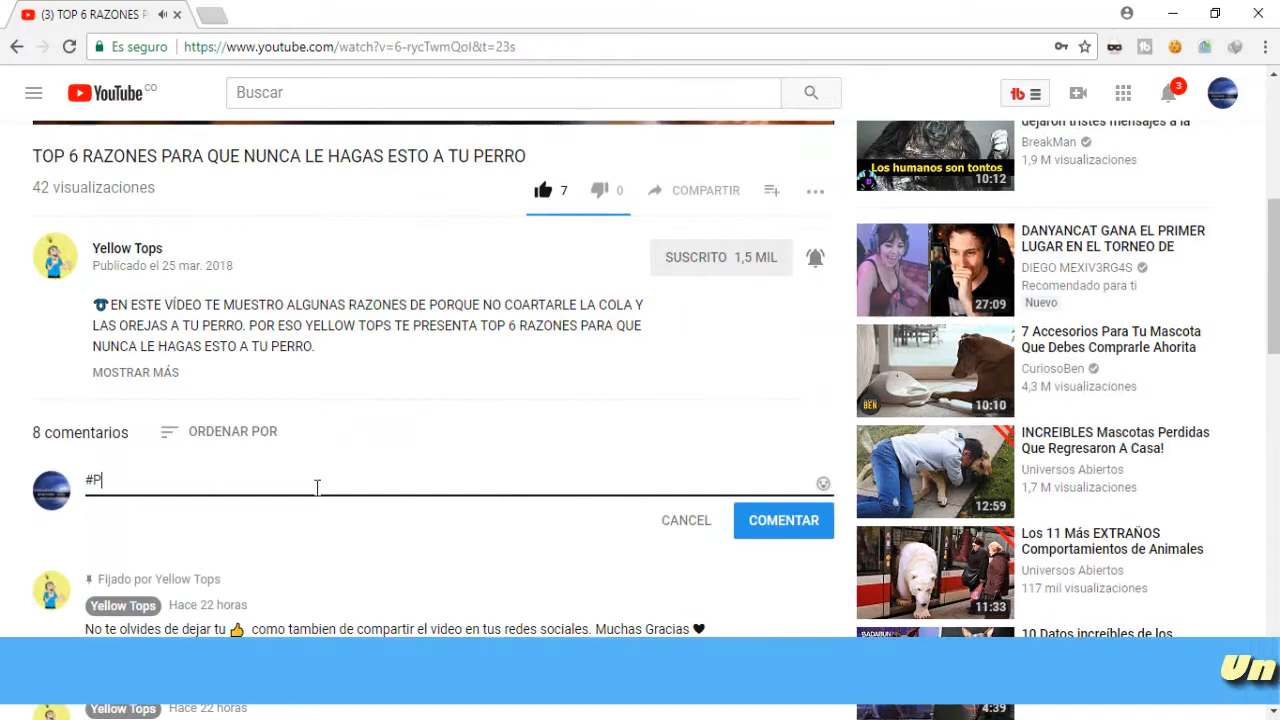 (3) TOP 6 RAZONES P
Es seguro
https://www.youtube.com/watch?v=6-rycTwmQoI&t=23s
YouTube CO
Buscar
3
TOP 6 RAZONES PARA QUE NUNCA LE HAGAS ESTO A TU PERRO
42 visualizaciones
7
0
COMPARTIR
Yellow Tops
Publicado el 25 mar. 2018
SUSCRITO 1,5 MIL
EN ESTE VÍDEO TE MUESTRO ALGUNAS RAZONES DE PORQUE NO COARTARLE LA COLA Y
LAS OREJAS A TU PERRO. POR ESO YELLOW TOPS TE PRESENTA TOP 6 RAZONES PARA QUE
NUNCA LE HAGAS ESTO A TU PERRO.
MOSTRAR MÁS
8 comentarios
ORDENAR POR
#P
CANCEL
COMENTAR
Fijado por Yellow Tops
Yellow Tops
Hace 22 horas
No te olvides de dejar tu 👍 como tambien de compartir el video en tus redes sociales. Muchas Gracias ♥
Yellow Tops
Hace 22 horas
Un
Los humanos son tontos
10:12
dejaron tristes mensajes a la
BreakMan
1,9 M visualizaciones
27:09
DANYANCAT GANA EL PRIMER
LUGAR EN EL TORNEO DE
DIEGO MEXIV3RG4S
Recomendado para ti
Nuevo
BEN
10:10
7 Accesorios Para Tu Mascota
Que Debes Comprarle Ahorita
CuriosoBen
4,3 M visualizaciones
12:59
INCREIBLES Mascotas Perdidas
Que Regresaron A Casa!
Universos Abiertos
1,7 M visualizaciones
11:33
Los 11 Más EXTRAÑOS
Comportamientos de Animales
Universos Abiertos
117 mil visualizaciones
10 Datos increíbles de los
4:39